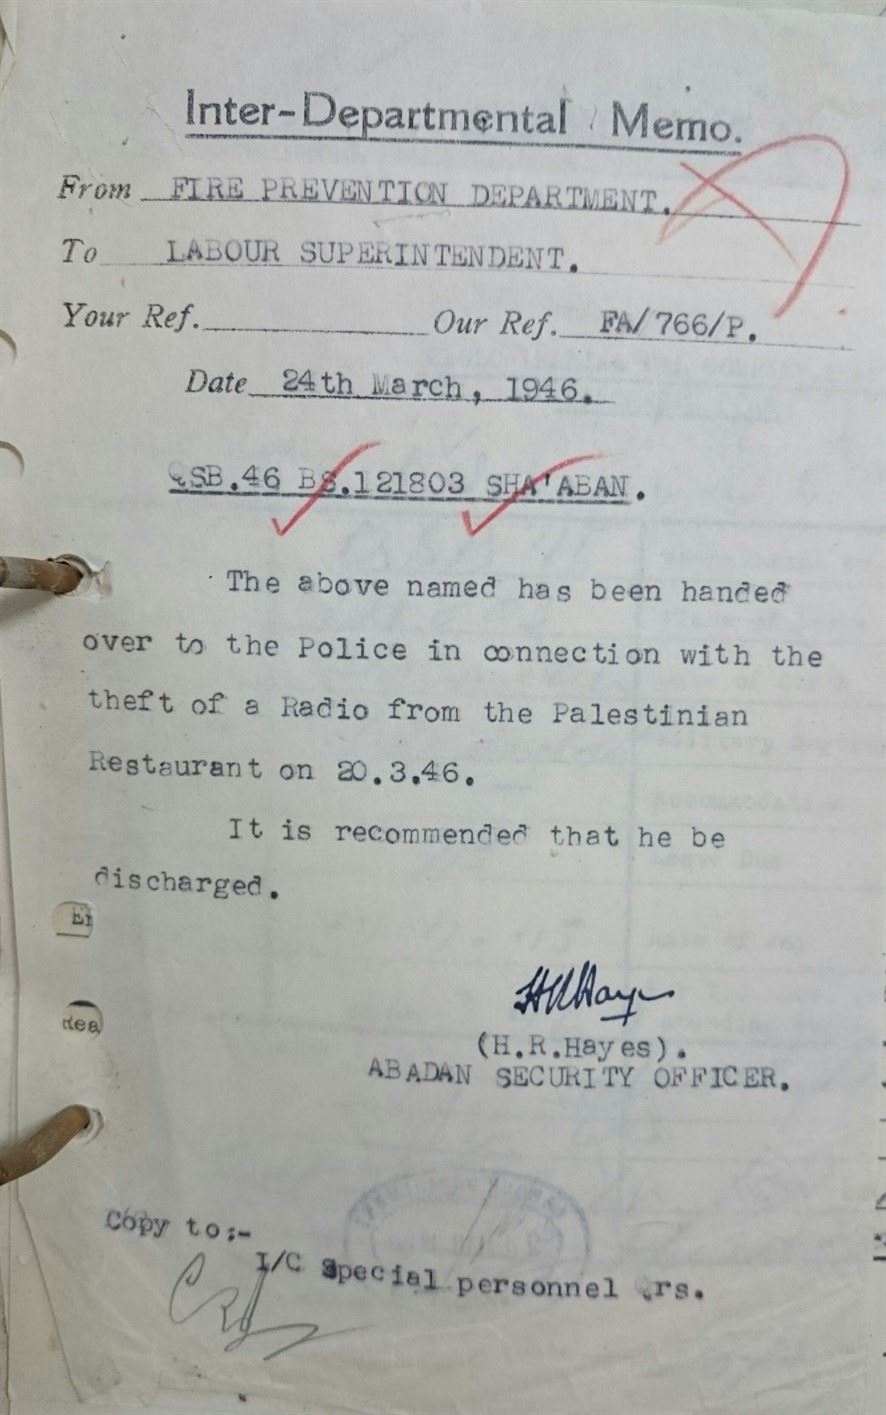 Inter-Departmental Memo.
From FIRE PREVENTION DEPARTMENT.
To LABOUR SUPERINTENDENT.
Your Ref. Our Ref. FA/766/P.
Date 24th March, 1946.
QSB.46 BS.121803 SHA'ABAN.
The above named has been handed
over to the Police in connection with the
theft of a Radio from the Palestinian
Restaurant on 20.3.46.
It is recommended that he be
discharged.
HRHayes
(H.R.Hayes).
ABADAN SECURITY OFFICER.
Copy to:-
I/C Special personnel Qrs.